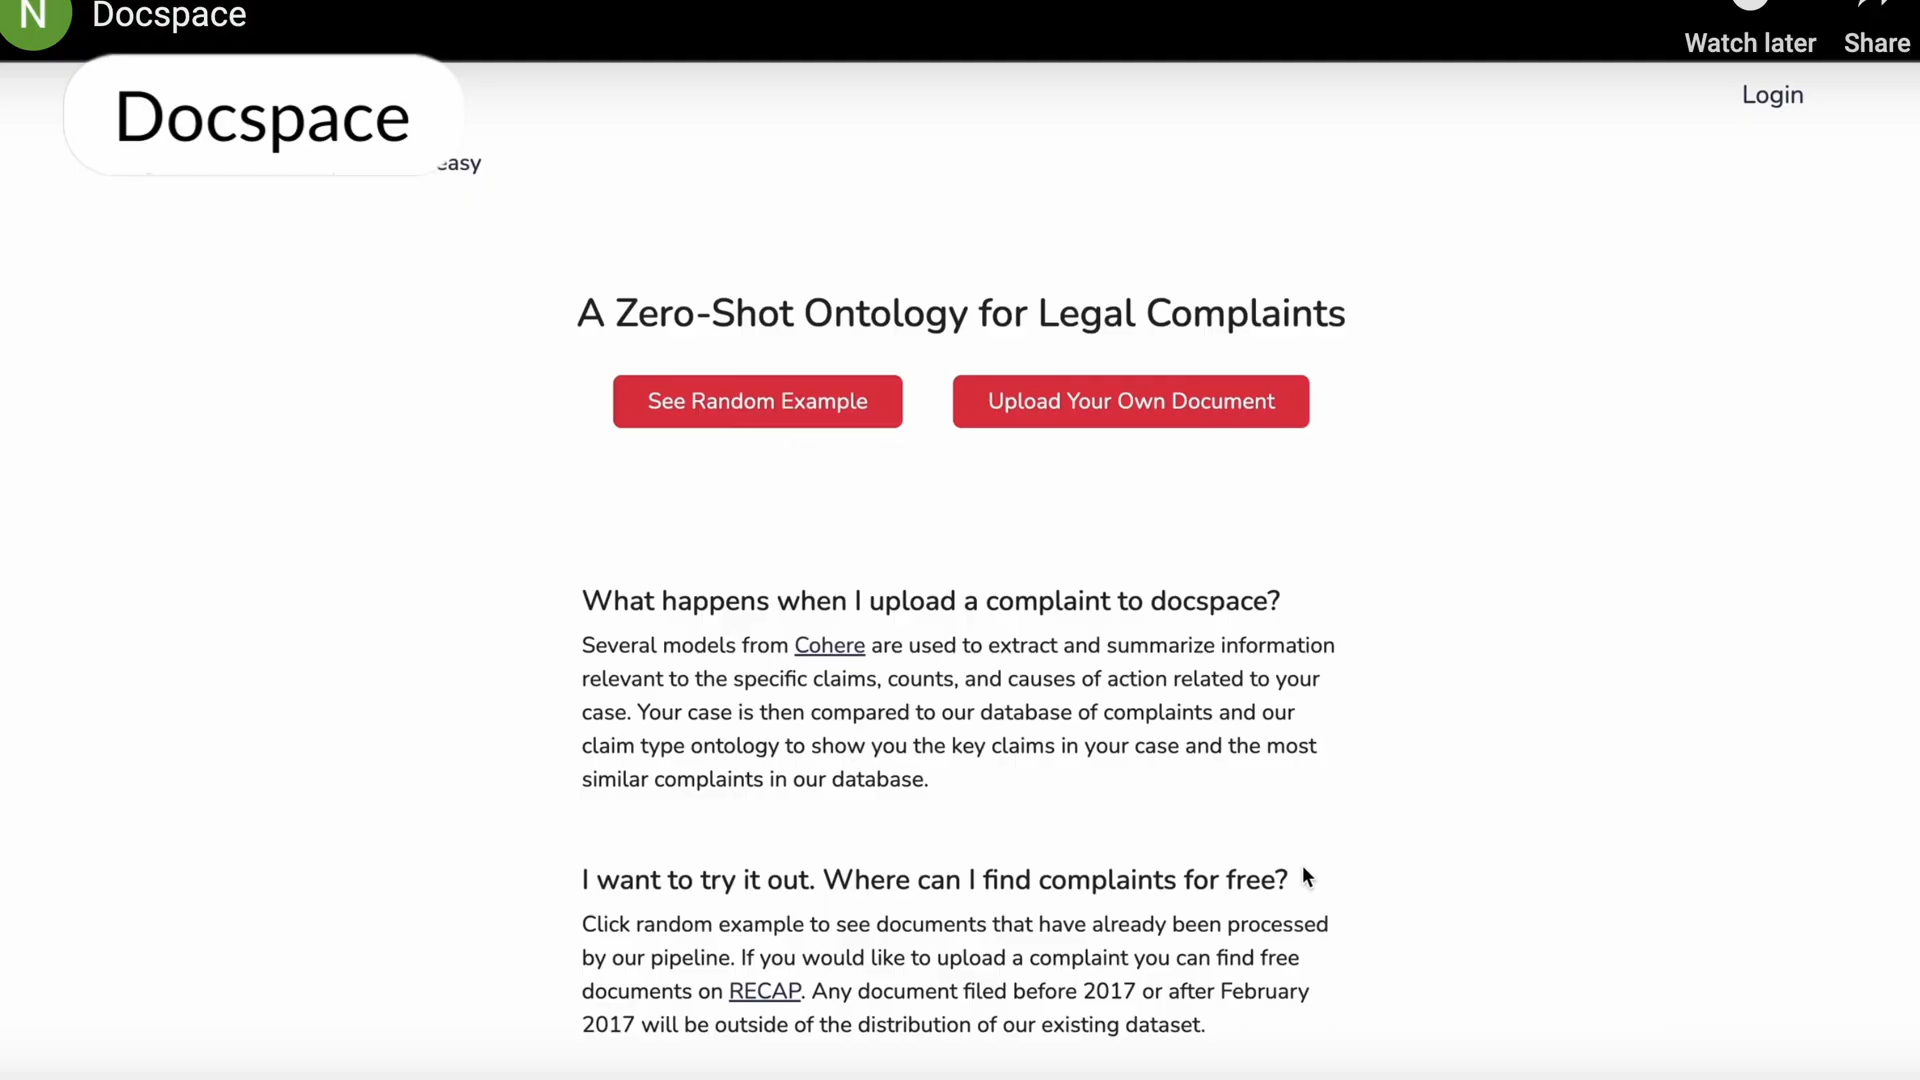 N
Docspace
Watch later
Share
Docspace
Login
easy
A Zero-Shot Ontology for Legal Complaints
See Random Example
Upload Your Own Document
What happens when I upload a complaint to docspace?
Several models from Cohere are used to extract and summarize information
relevant to the specific claims, counts, and causes of action related to your
case. Your case is then compared to our database of complaints and our
claim type ontology to show you the key claims in your case and the most
similar complaints in our database.
I want to try it out. Where can I find complaints for free?
Click random example to see documents that have already been processed
by our pipeline. If you would like to upload a complaint you can find free
documents on RECAP. Any document filed before 2017 or after February
2017 will be outside of the distribution of our existing dataset.